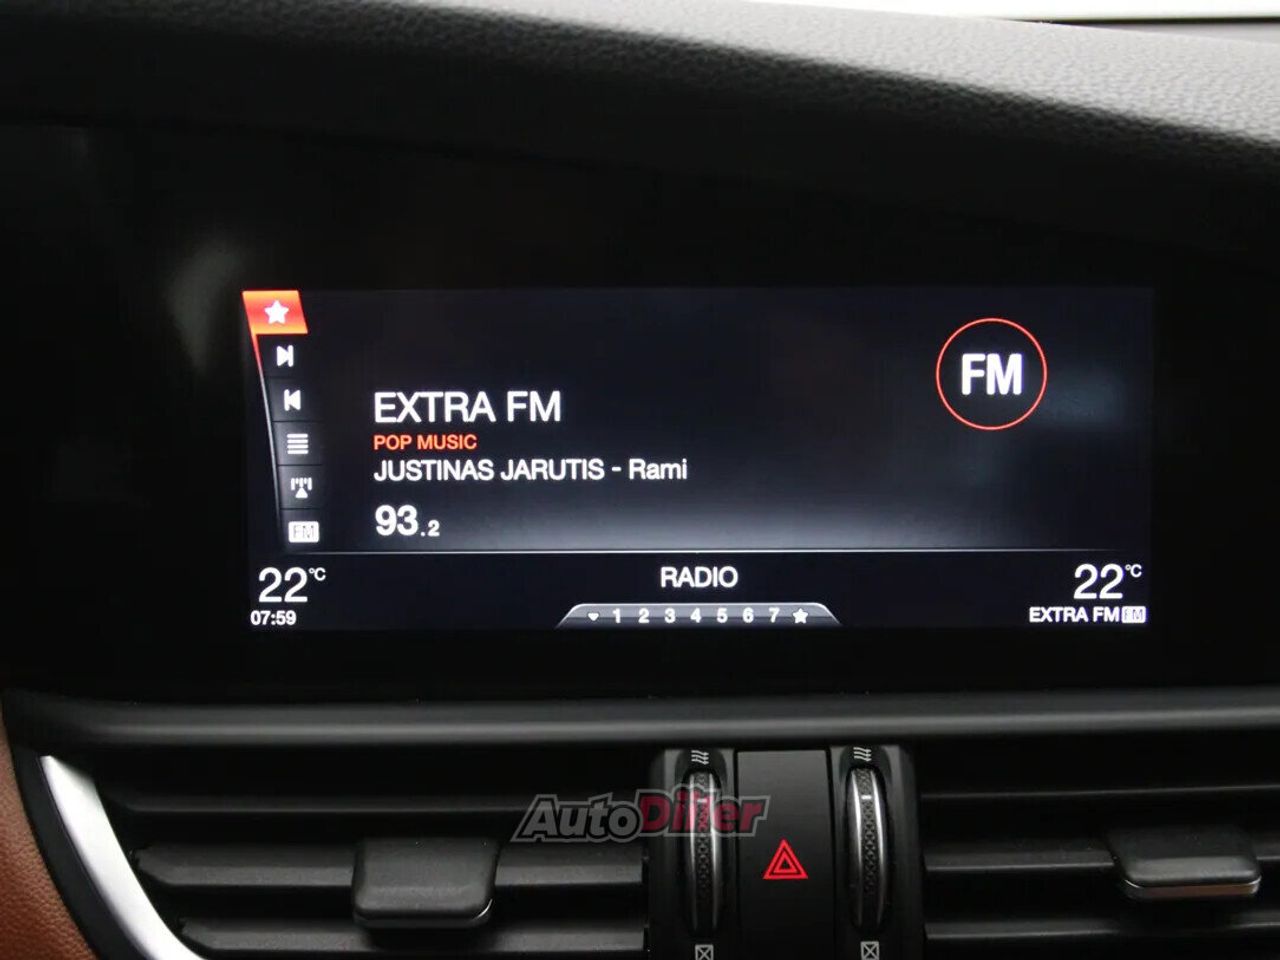 FM
EXTRA FM
POP MUSIC
JUSTINAS JARUTIS - Rami
93.2
FM
22°C
RADIO
22°C
07:59
1 2 3 4 5 6 7
EXTRA FM FM
AutoDiler